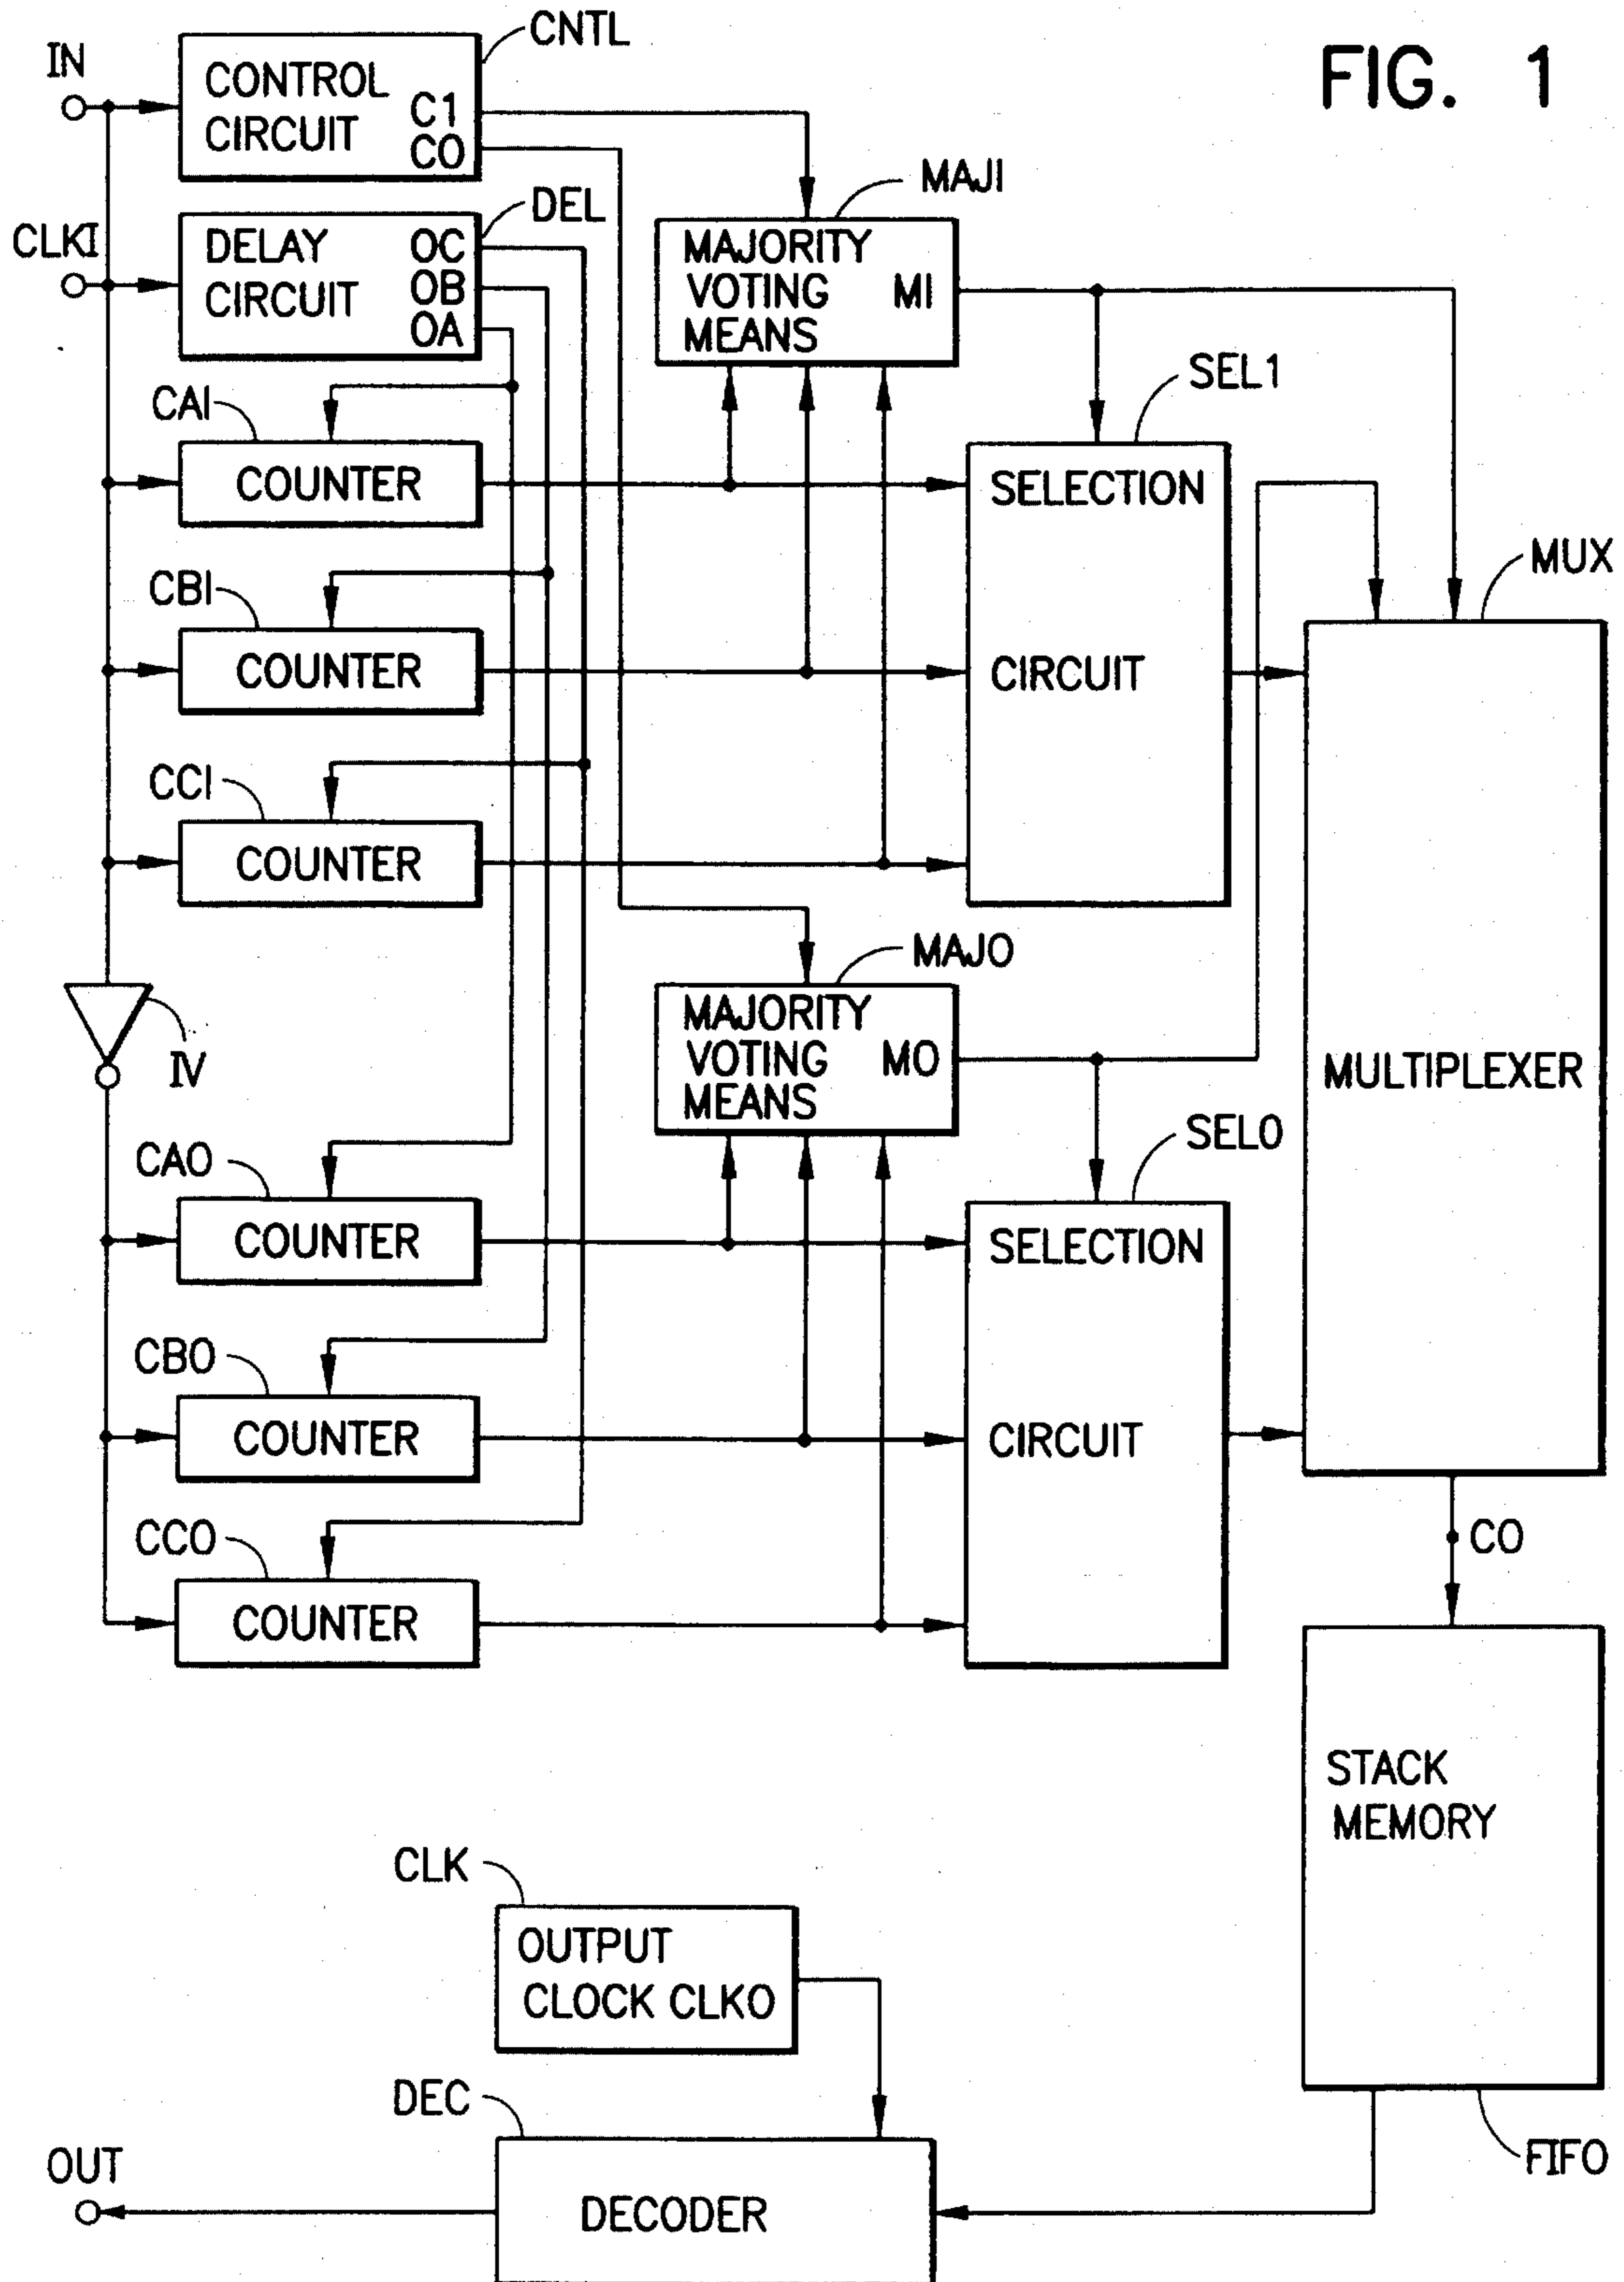 FIG. 1
CNTL
IN
CONTROL
CIRCUIT
C1
C0
DEL
CLKI
DELAY
CIRCUIT
OC
OB
OA
MAJI
MAJORITY
VOTING MI
MEANS
CAI
COUNTER
SEL1
SELECTION
CIRCUIT
CBI
COUNTER
MUX
MULTIPLEXER
CCI
COUNTER
MAJO
MAJORITY
VOTING MO
MEANS
IV
CAO
COUNTER
SELO
SELECTION
CIRCUIT
CBO
COUNTER
CCO
COUNTER
CO
STACK
MEMORY
FIFO
CLK
OUTPUT
CLOCK CLKO
DEC
DECODER
OUT